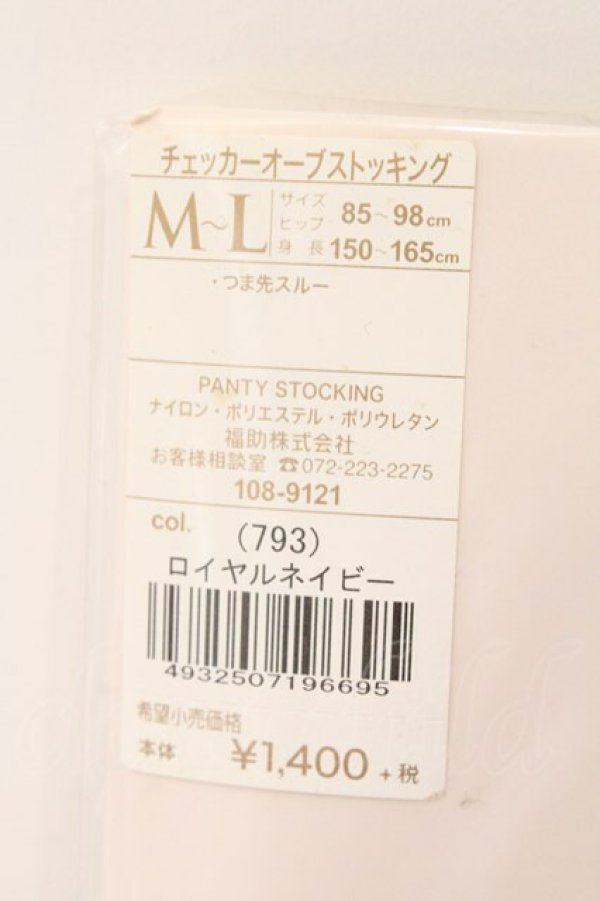 チェッカーオーブストッキング
M~L
サイズ
ヒップ 85~98cm
身長 150~165cm
・つま先スルー
PANTY STOCKING
ナイロン・ポリエステル・ポリウレタン
福助株式会社
お客様相談室 ☎072-223-2275
108-9121
col. (793)
ロイヤルネイビー
4932507196695
希望小売価格
本体 ¥1,400 +税